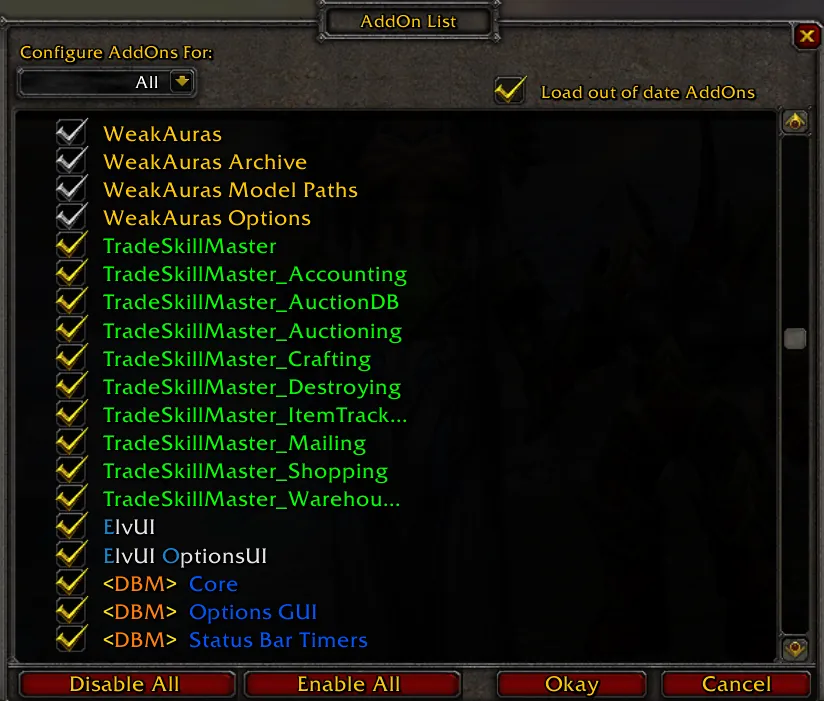 AddOn List
Configure AddOns For:
All
Load out of date AddOns
WeakAuras
WeakAuras Archive
WeakAuras Model Paths
WeakAuras Options
TradeSkillMaster
TradeSkillMaster_Accounting
TradeSkillMaster_AuctionDB
TradeSkillMaster_Auctioning
TradeSkillMaster_Crafting
TradeSkillMaster_Destroying
TradeSkillMaster_ItemTrack...
TradeSkillMaster_Mailing
TradeSkillMaster_Shopping
TradeSkillMaster_Warehou...
ElvUI
ElvUI OptionsUI
<DBM> Core
<DBM> Options GUI
<DBM> Status Bar Timers
Disable All
Enable All
Okay
Cancel